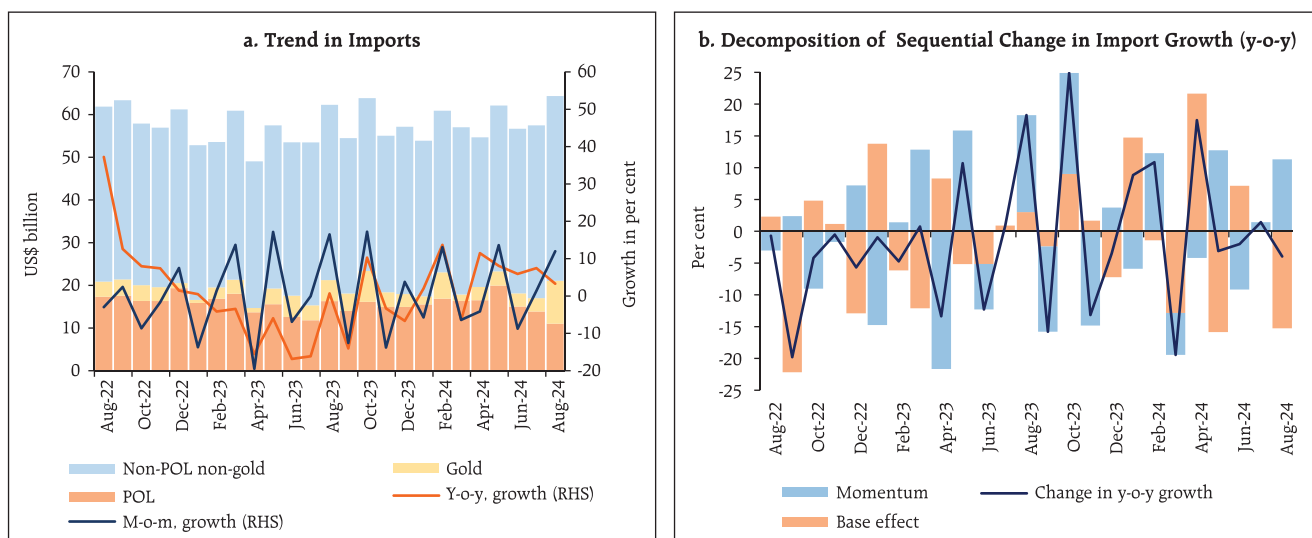 a. Trend in Imports
70
60
50
40
30
20
10
0
US$ billion
60
50
40
30
20
10
0
-10
-20
Growth in per cent
Aug-22
Oct-22
Dec-22
Feb-23
Apr-23
Jun-23
Aug-23
Oct-23
Dec-23
Feb-24
Apr-24
Jun-24
Aug-24
Non-POL non-gold
Gold
POL
Y-o-y, growth (RHS)
M-o-m, growth (RHS)
b. Decomposition of Sequential Change in Import Growth (y-o-y)
25
20
15
10
5
0
-5
-10
-15
-20
-25
Per cent
Aug-22
Oct-22
Dec-22
Feb-23
Apr-23
Jun-23
Aug-23
Oct-23
Dec-23
Feb-24
Apr-24
Jun-24
Aug-24
Momentum
Change in y-o-y growth
Base effect